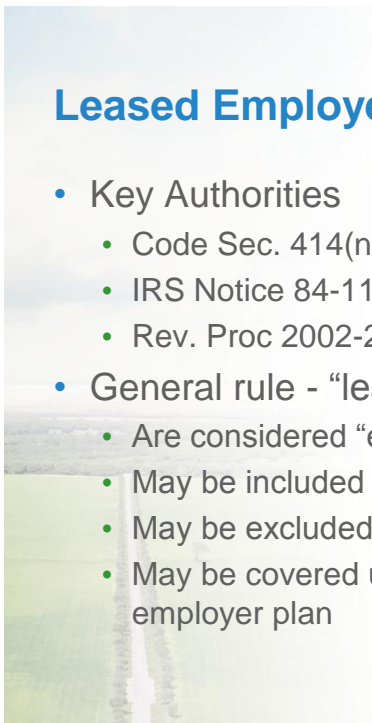 Leased Employe
• Key Authorities
• Code Sec. 414(n
• IRS Notice 84-11
• Rev. Proc 2002-2
• General rule - “lea
• Are considered “e
• May be included
• May be excluded
• May be covered u
employer plan